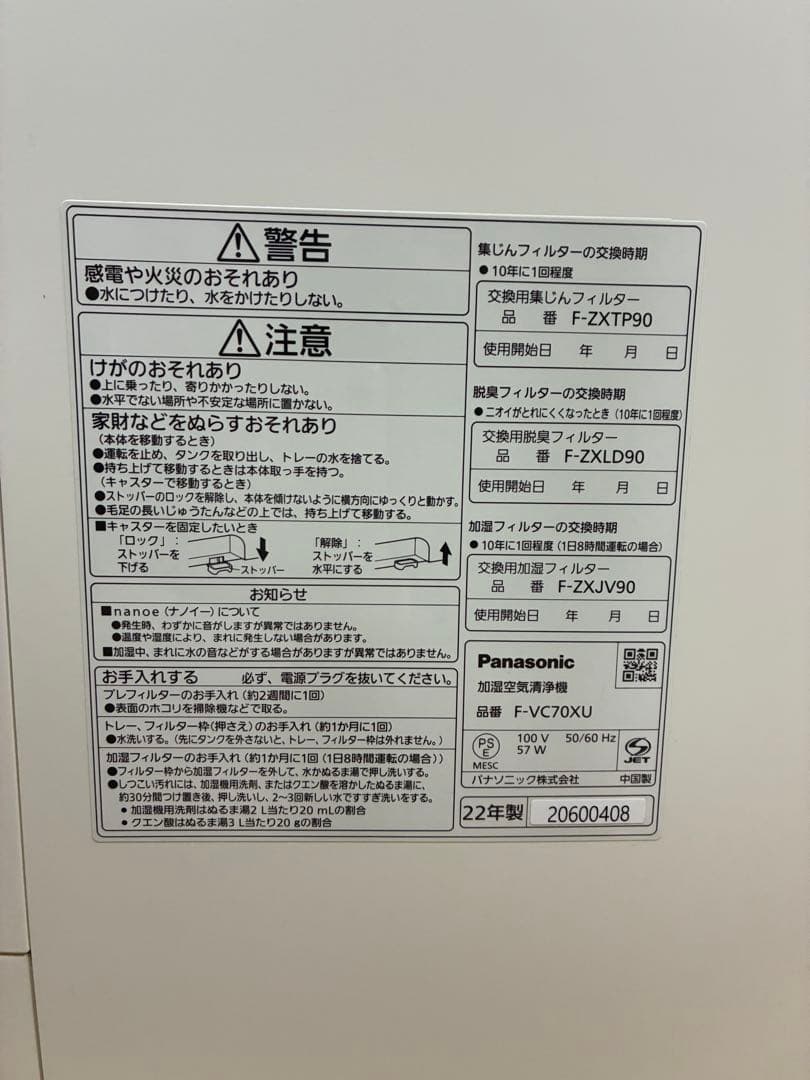 警告
感電や火災のおそれあり
●水につけたり、水をかけたりしない。
注意
けがのおそれあり
●上に乗ったり、寄りかかったりしない。
●水平でない場所や不安定な場所に置かない。
家財などをぬらすおそれあり
(本体を移動するとき)
●運転を止め、タンクを取り出し、トレーの水を捨てる。
●持ち上げて移動するときは本体取っ手を持つ。
(キャスターで移動するとき)
●ストッパーのロックを解除し、本体を傾けないように横方向にゆっくりと動かす。
●毛足の長いじゅうたんなどの上では、持ち上げて移動する。
■キャスターを固定したいとき
「ロック」:
ストッパーを
下げる
ストッパー
「解除」:
ストッパーを
水平にする
お知らせ
■nanoe(ナノイー)について
●発生時、わずかに音がしますが異常ではありません。
●温度や湿度により、まれに発生しない場合があります。
■加湿中、まれに水の音などがする場合がありますが異常ではありません。
お手入れする 必ず、電源プラグを抜いてください。
プレフィルターのお手入れ(約2週間に1回)
●表面のホコリを掃除機などで取る。
トレー、フィルター枠(押さえ)のお手入れ(約1か月に1回)
●水洗いする。(先にタンクを外さないと、トレー、フィルター枠は外れません。)
加湿フィルターのお手入れ(約1か月に1回(1日8時間運転の場合))
●フィルター枠から加湿フィルターを外して、水かぬるま湯で押し洗いする。
●しつこい汚れには、加湿機用洗剤、またはクエン酸を溶かしたぬるま湯に、
約30分間つけ置き後、押し洗いし、2~3回新しい水ですすぎ洗いをする。
・加湿機用洗剤はぬるま湯2 L当たり20 mLの割合
・クエン酸はぬるま湯3 L当たり20 gの割合
集じんフィルターの交換時期
●10年に1回程度
交換用集じんフィルター
品番 F-ZXTP90
使用開始日 年 月 日
脱臭フィルターの交換時期
●ニオイがとれにくくなったとき(10年に1回程度)
交換用脱臭フィルター
品番 F-ZXLD90
使用開始日 年 月 日
加湿フィルターの交換時期
●10年に1回程度(1日8時間運転の場合)
交換用加湿フィルター
品番 F-ZXJV90
使用開始日 年 月 日
Panasonic
加湿空気清浄機
品番 F-VC70XU
PS
E
MESC
100 V 50/60 Hz
57 W
JET
パナソニック株式会社 中国製
22年製 20600408